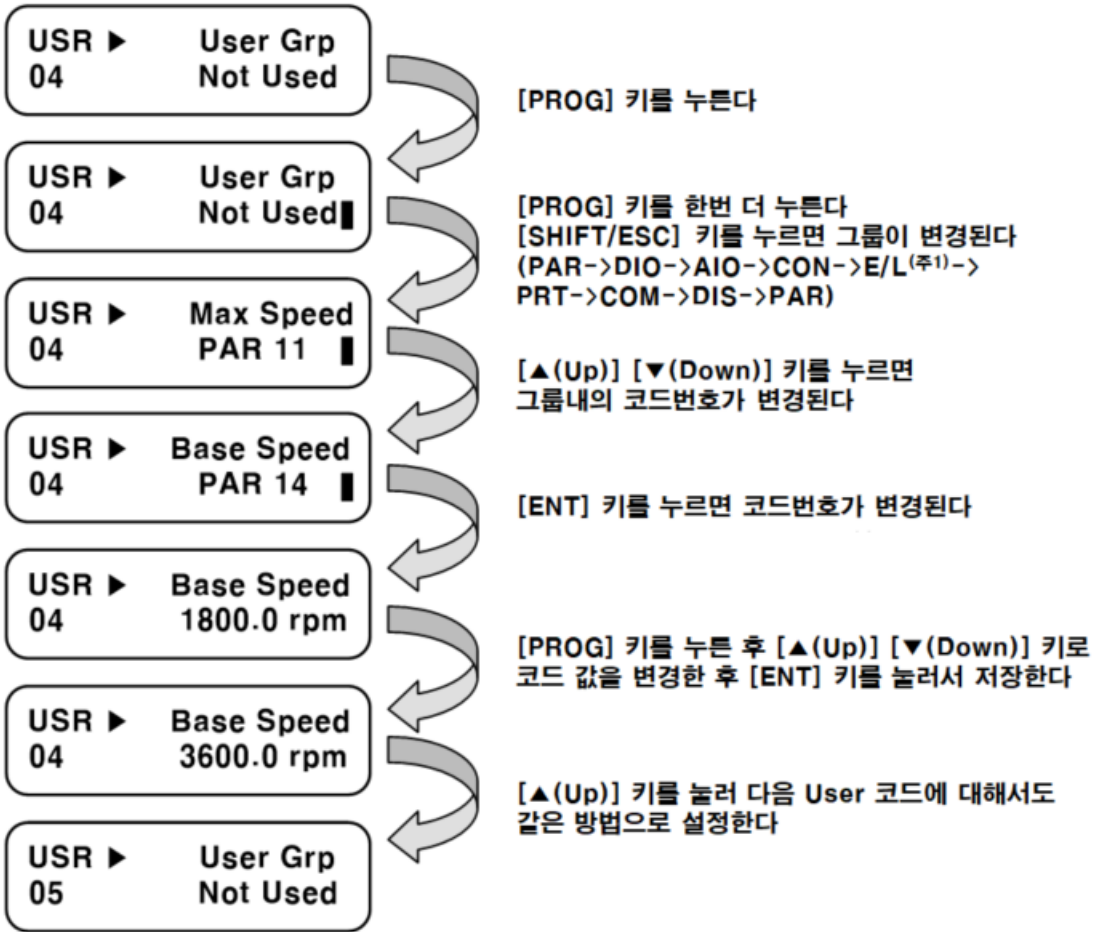 USR ▶ User Grp
04 Not Used
[PROG] 키를 누른다
USR ▶ User Grp
04 Not Used▮
[PROG] 키를 한번 더 누른다
[SHIFT/ESC] 키를 누르면 그룹이 변경된다
(PAR->DIO->AIO->CON->E/L(주1)->
PRT->COM->DIS->PAR)
USR ▶ Max Speed
04 PAR 11 ▮
[▲(Up)] [▼(Down)] 키를 누르면
그룹내의 코드번호가 변경된다
USR ▶ Base Speed
04 PAR 14 ▮
[ENT] 키를 누르면 코드번호가 변경된다
USR ▶ Base Speed
04 1800.0 rpm
[PROG] 키를 누른 후 [▲(Up)] [▼(Down)] 키로
코드 값을 변경한 후 [ENT] 키를 눌러서 저장한다
USR ▶ Base Speed
04 3600.0 rpm
[▲(Up)] 키를 눌러 다음 User 코드에 대해서도
같은 방법으로 설정한다
USR ▶ User Grp
05 Not Used